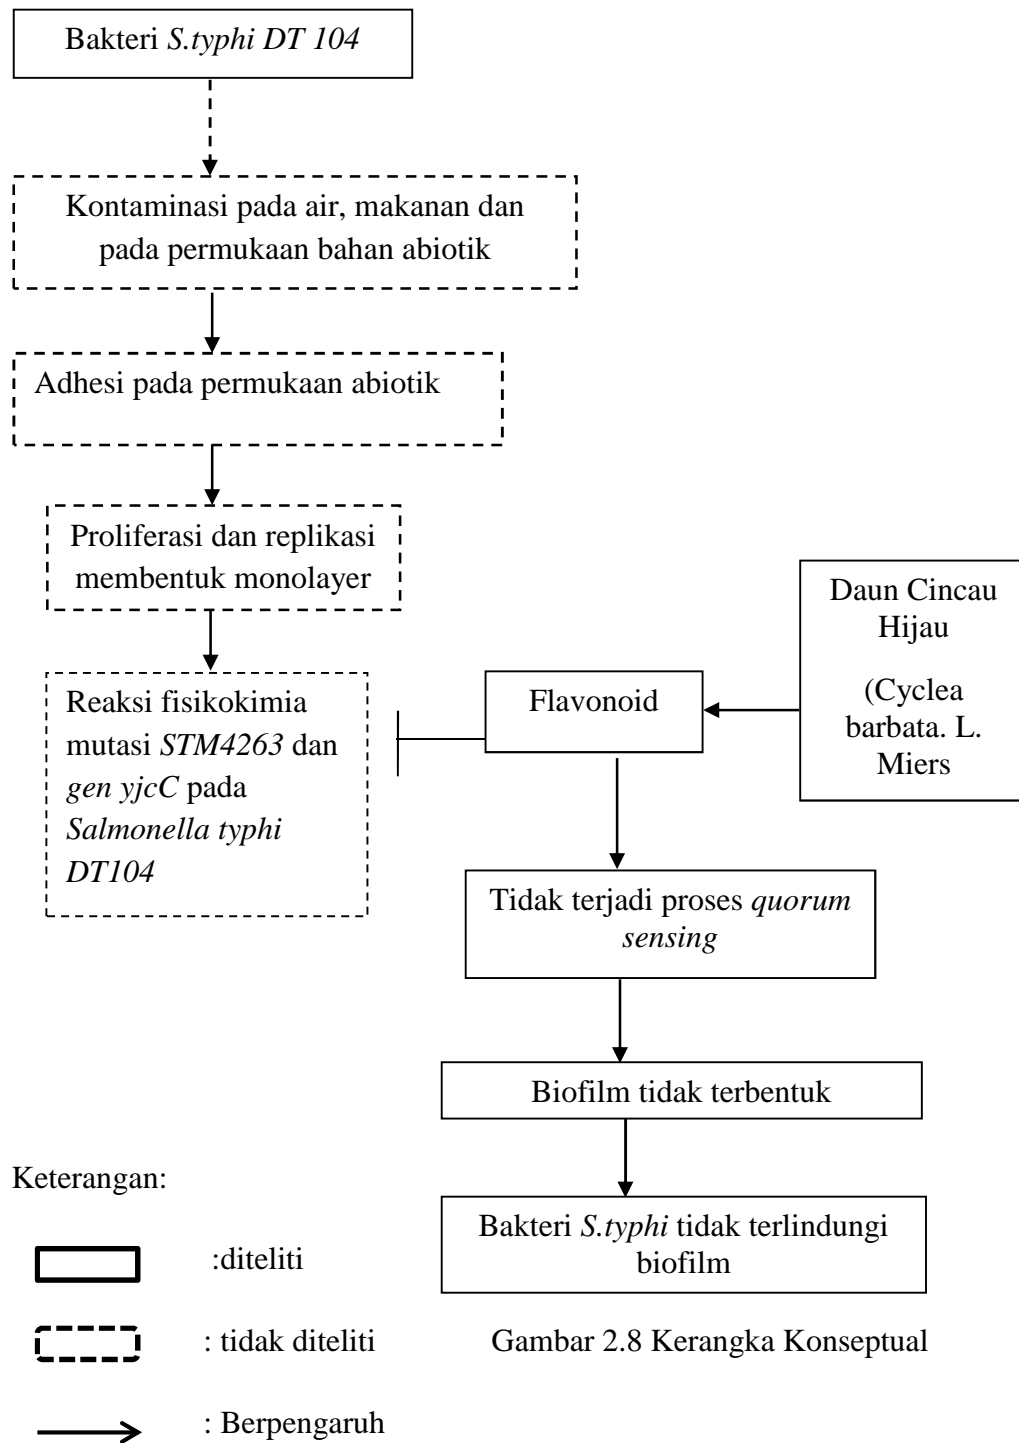 Bakteri S.typhi DT 104
Kontaminasi pada air, makanan dan
pada permukaan bahan abiotik
Adhesi pada permukaan abiotik
Proliferasi dan replikasi
membentuk monolayer
Reaksi fisikokimia
mutasi STM4263 dan
gen yjcC pada
Salmonella typhi
DT104
Flavonoid
Daun Cincau
Hijau
(Cyclea
barbata. L.
Miers
Tidak terjadi proses quorum
sensing
Biofilm tidak terbentuk
Bakteri S.typhi tidak terlindungi
biofilm
Keterangan:
:diteliti
: tidak diteliti
: Berpengaruh
Gambar 2.8 Kerangka Konseptual